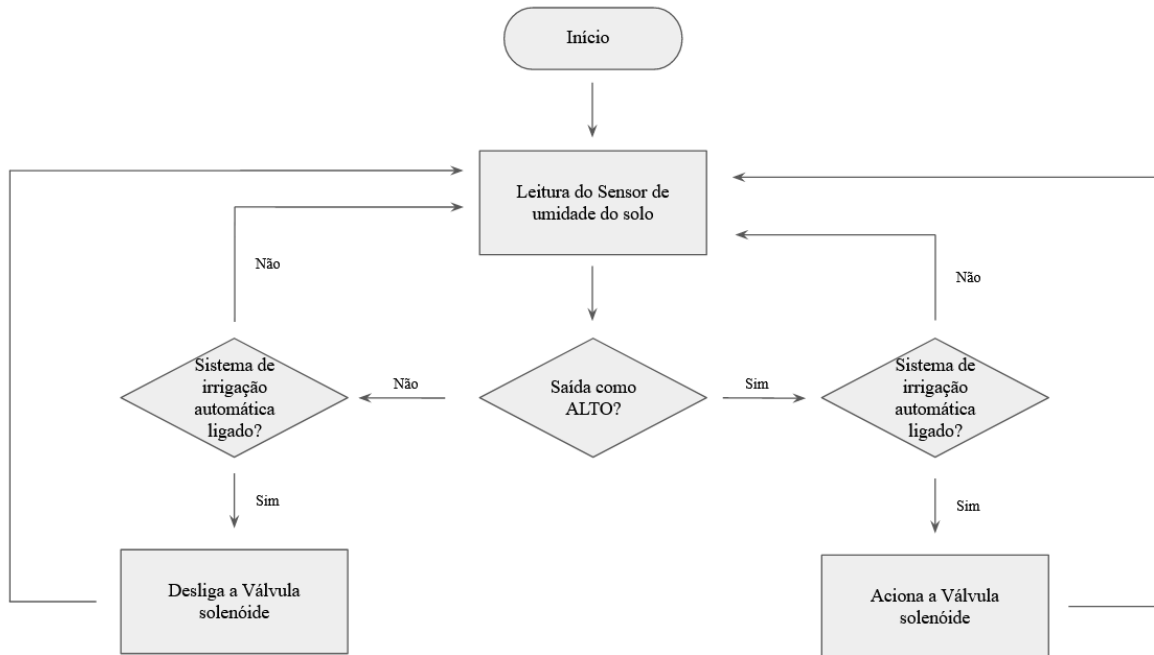 Início
Leitura do Sensor de
umidade do solo
Não
Não
Sistema de
irrigação
automática
ligado?
Não
Saída como
ALTO?
Sim
Sistema de
irrigação
automática
ligado?
Sim
Sim
Desliga a Válvula
solenóide
Aciona a Válvula
solenóide